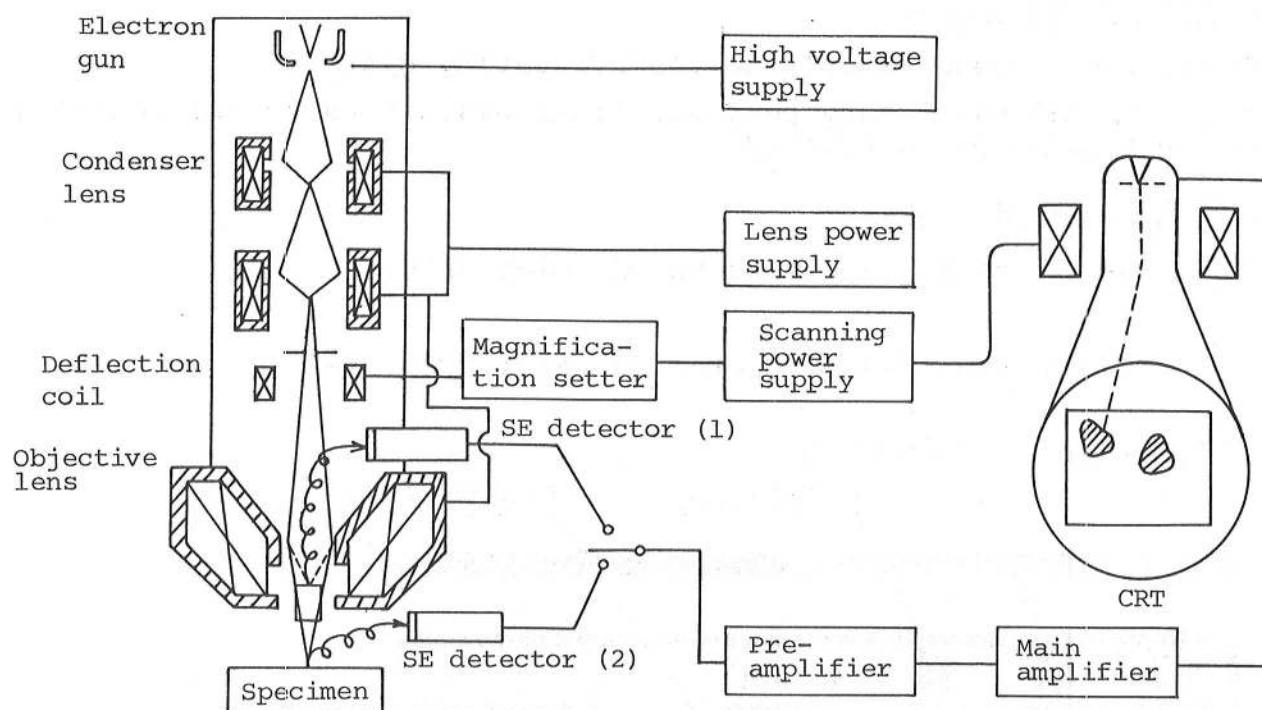 Electron
gun
High voltage
supply
Condenser
lens
Lens power
supply
Deflection
coil
Magnifica-
tion setter
Scanning
power
supply
SE detector (1)
Objective
lens
CRT
SE detector (2)
Pre-
amplifier
Main
amplifier
Specimen